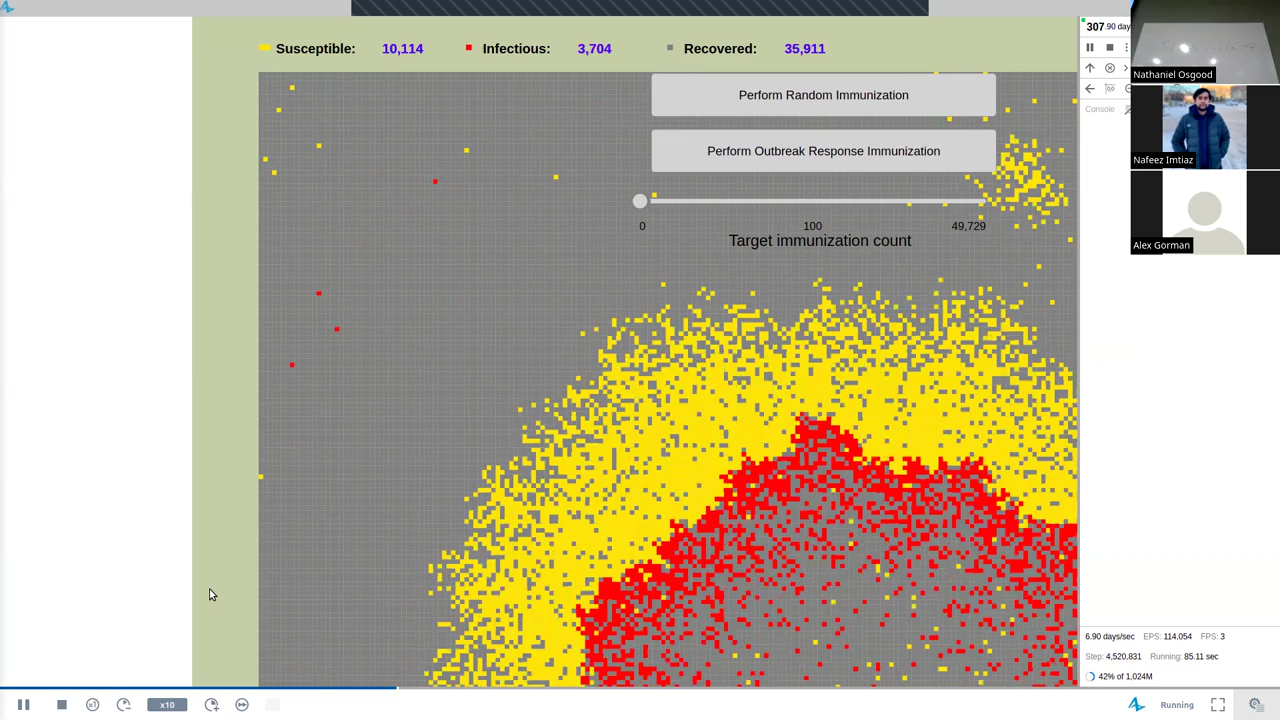 Susceptible: 10,114 Infectious: 3,704 Recovered: 35,911
Perform Random Immunization
Perform Outbreak Response Immunization
0 100 49,729
Target immunization count
307.90 day
Console
Nathaniel Osgood
Nafeez Imtiaz
Alex Gorman
6.90 days/sec EPS: 114,054 FPS: 3
Step: 4,520,831 Running: 85.11 sec
42% of 1,024M
x1
x10
Running